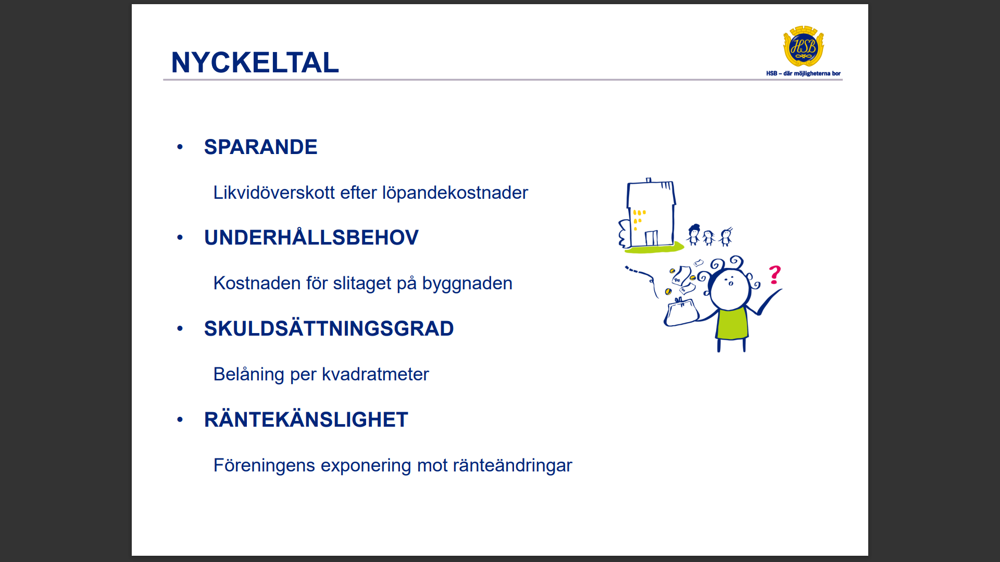 NYCKELTAL
HSB
HSB – där möjligheterna bor
• SPARANDE
Likvidöverskott efter löpandekostnader
• UNDERHÅLLSBEHOV
Kostnaden för slitaget på byggnaden
• SKULDSÄTTNINGSGRAD
Belåning per kvadratmeter
• RÄNTEKÄNSLIGHET
Föreningens exponering mot ränteändringar
?